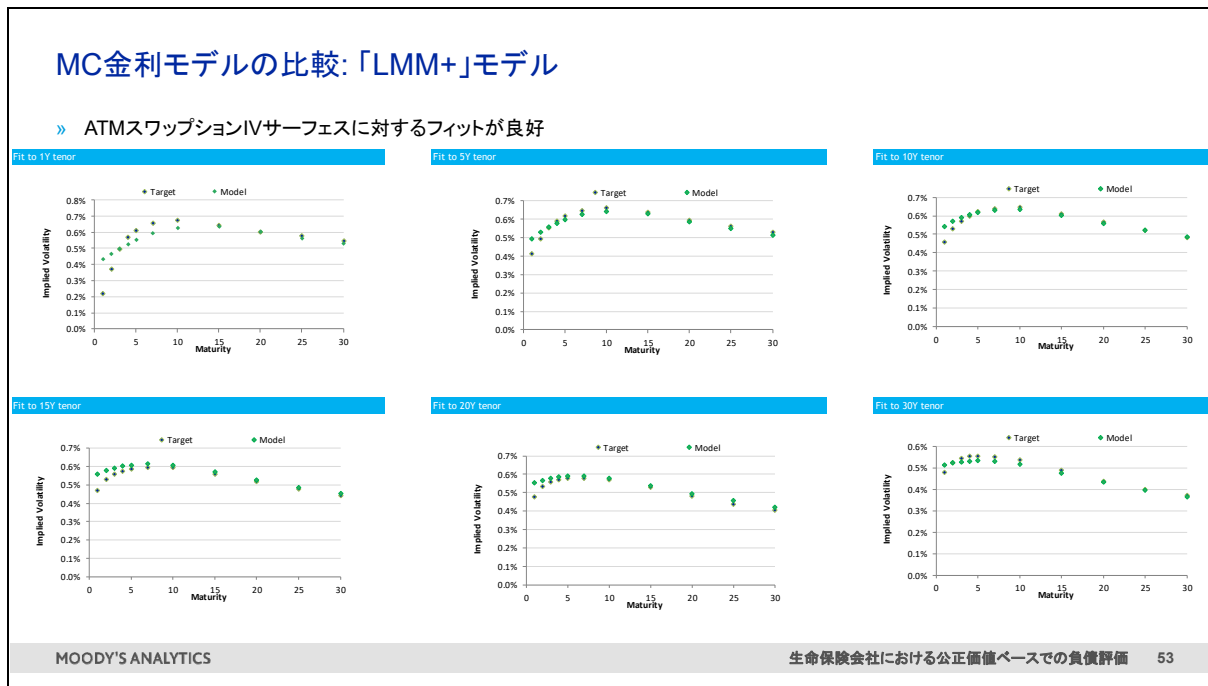 MC金利モデルの比較: 「LMM+」モデル
» ATMスワップションIVサーフェスに対するフィットが良好
Fit to 1Y tenor
Target Model
Implied Volatility
0.8%
0.7%
0.6%
0.5%
0.4%
0.3%
0.2%
0.1%
0.0%
0 5 10 15 20 25 30
Maturity
Fit to 5Y tenor
Target Model
Implied Volatility
0.7%
0.6%
0.5%
0.4%
0.3%
0.2%
0.1%
0.0%
0 5 10 15 20 25 30
Maturity
Fit to 10Y tenor
Target Model
Implied Volatility
0.7%
0.6%
0.5%
0.4%
0.3%
0.2%
0.1%
0.0%
0 5 10 15 20 25 30
Maturity
Fit to 15Y tenor
Target Model
Implied Volatility
0.7%
0.6%
0.5%
0.4%
0.3%
0.2%
0.1%
0.0%
0 5 10 15 20 25 30
Maturity
Fit to 20Y tenor
Target Model
Implied Volatility
0.7%
0.6%
0.5%
0.4%
0.3%
0.2%
0.1%
0.0%
0 5 10 15 20 25 30
Maturity
Fit to 30Y tenor
Target Model
Implied Volatility
0.6%
0.5%
0.4%
0.3%
0.2%
0.1%
0.0%
0 5 10 15 20 25 30
Maturity
MOODY'S ANALYTICS
生命保険会社における公正価値ベースでの負債評価 53